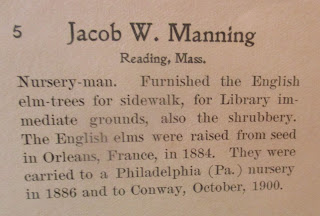 5
Jacob W. Manning
Reading, Mass.
Nursery-man. Furnished the English
elm-trees for sidewalk, for Library im-
mediate grounds, also the shrubbery.
The English elms were raised from seed
in Orleans, France, in 1884. They were
carried to a Philadelphia (Pa.) nursery
in 1886 and to Conway, October, 1900.